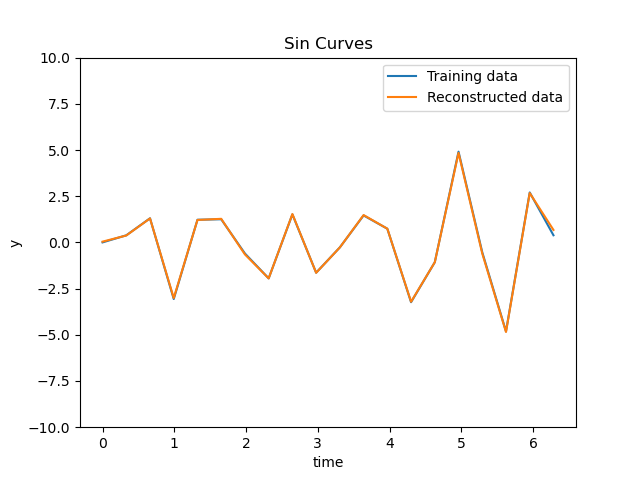 Sin Curves
Training data
Reconstructed data
10.0
7.5
5.0
2.5
0.0
−2.5
−5.0
−7.5
−10.0
y
0 1 2 3 4 5 6
time